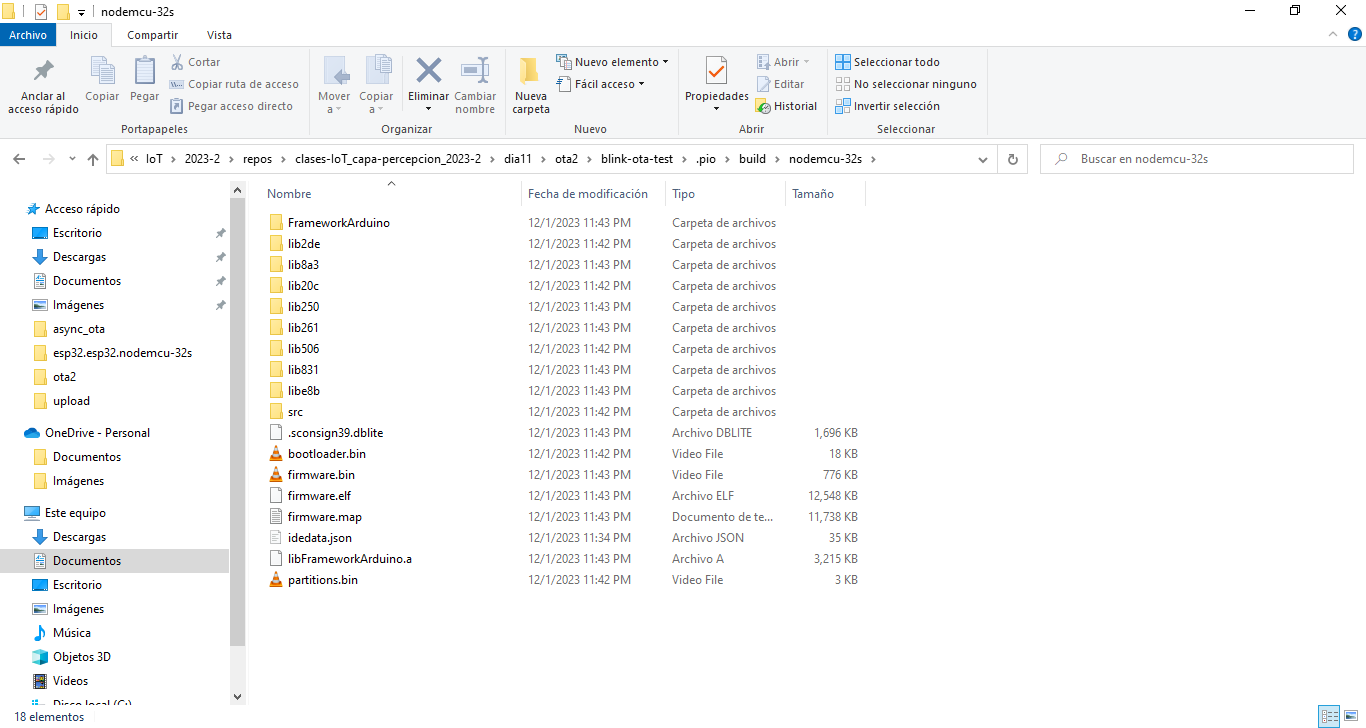 nodemcu-32s
Archivo Inicio Compartir Vista
Anclar al acceso rápido
Copiar
Pegar
Cortar
Copiar ruta de acceso
Pegar acceso directo
Portapapeles
Mover a
Copiar a
Eliminar
Cambiar nombre
Organizar
Nueva carpeta
Nuevo elemento
Fácil acceso
Nuevo
Propiedades
Abrir
Editar
Historial
Abrir
Seleccionar todo
No seleccionar ninguno
Invertir selección
Seleccionar
« IoT › 2023-2 › repos › clases-IoT_capa-percepcion_2023-2 › dia11 › ota2 › blink-ota-test › .pio › build › nodemcu-32s ›
Buscar en nodemcu-32s
Acceso rápido
Escritorio
Descargas
Documentos
Imágenes
async_ota
esp32.esp32.nodemcu-32s
ota2
upload
OneDrive - Personal
Documentos
Imágenes
Este equipo
Descargas
Documentos
Escritorio
Imágenes
Música
Objetos 3D
Videos
Disco local (C:)
Nombre Fecha de modificación Tipo Tamaño
FrameworkArduino 12/1/2023 11:43 PM Carpeta de archivos
lib2de 12/1/2023 11:42 PM Carpeta de archivos
lib8a3 12/1/2023 11:43 PM Carpeta de archivos
lib20c 12/1/2023 11:42 PM Carpeta de archivos
lib250 12/1/2023 11:43 PM Carpeta de archivos
lib261 12/1/2023 11:43 PM Carpeta de archivos
lib506 12/1/2023 11:42 PM Carpeta de archivos
lib831 12/1/2023 11:43 PM Carpeta de archivos
libe8b 12/1/2023 11:43 PM Carpeta de archivos
src 12/1/2023 11:42 PM Carpeta de archivos
.sconsign39.dblite 12/1/2023 11:43 PM Archivo DBLITE 1,696 KB
bootloader.bin 12/1/2023 11:42 PM Video File 18 KB
firmware.bin 12/1/2023 11:43 PM Video File 776 KB
firmware.elf 12/1/2023 11:43 PM Archivo ELF 12,548 KB
firmware.map 12/1/2023 11:43 PM Documento de te... 11,738 KB
idedata.json 12/1/2023 11:34 PM Archivo JSON 35 KB
libFrameworkArduino.a 12/1/2023 11:43 PM Archivo A 3,215 KB
partitions.bin 12/1/2023 11:42 PM Video File 3 KB
18 elementos